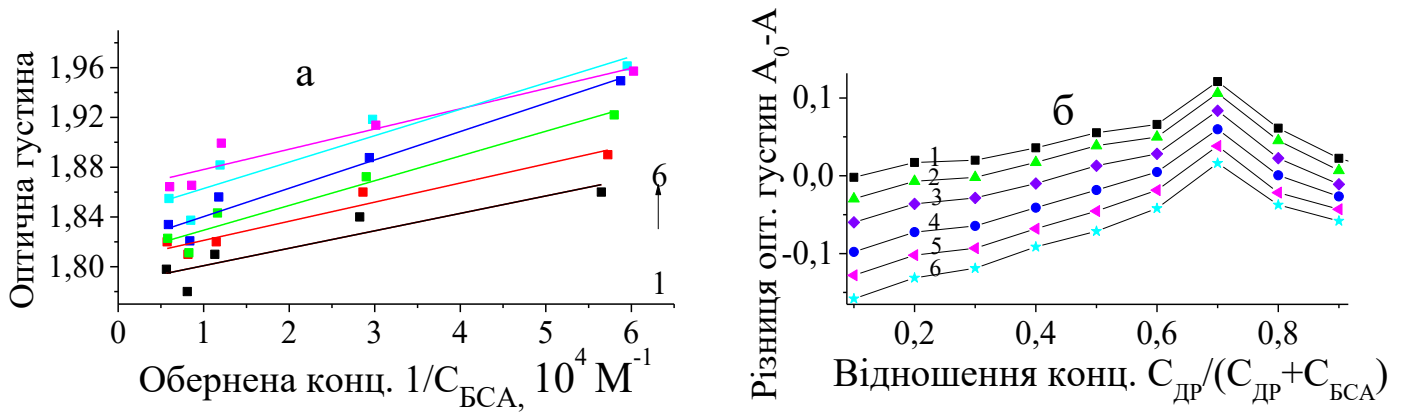 Оптична густина
1,96
1,92
1,88
1,84
1,80
а
6
1
0 1 2 3 4 5 6
Обернена конц. 1/C_БСА, 10^4 М^-1
Різниця опт. густин A_0-A
0,1
0,0
-0,1
б
1
2
3
4
5
6
0,2 0,4 0,6 0,8
Відношення конц. C_ДР/(C_ДР+C_БСА)